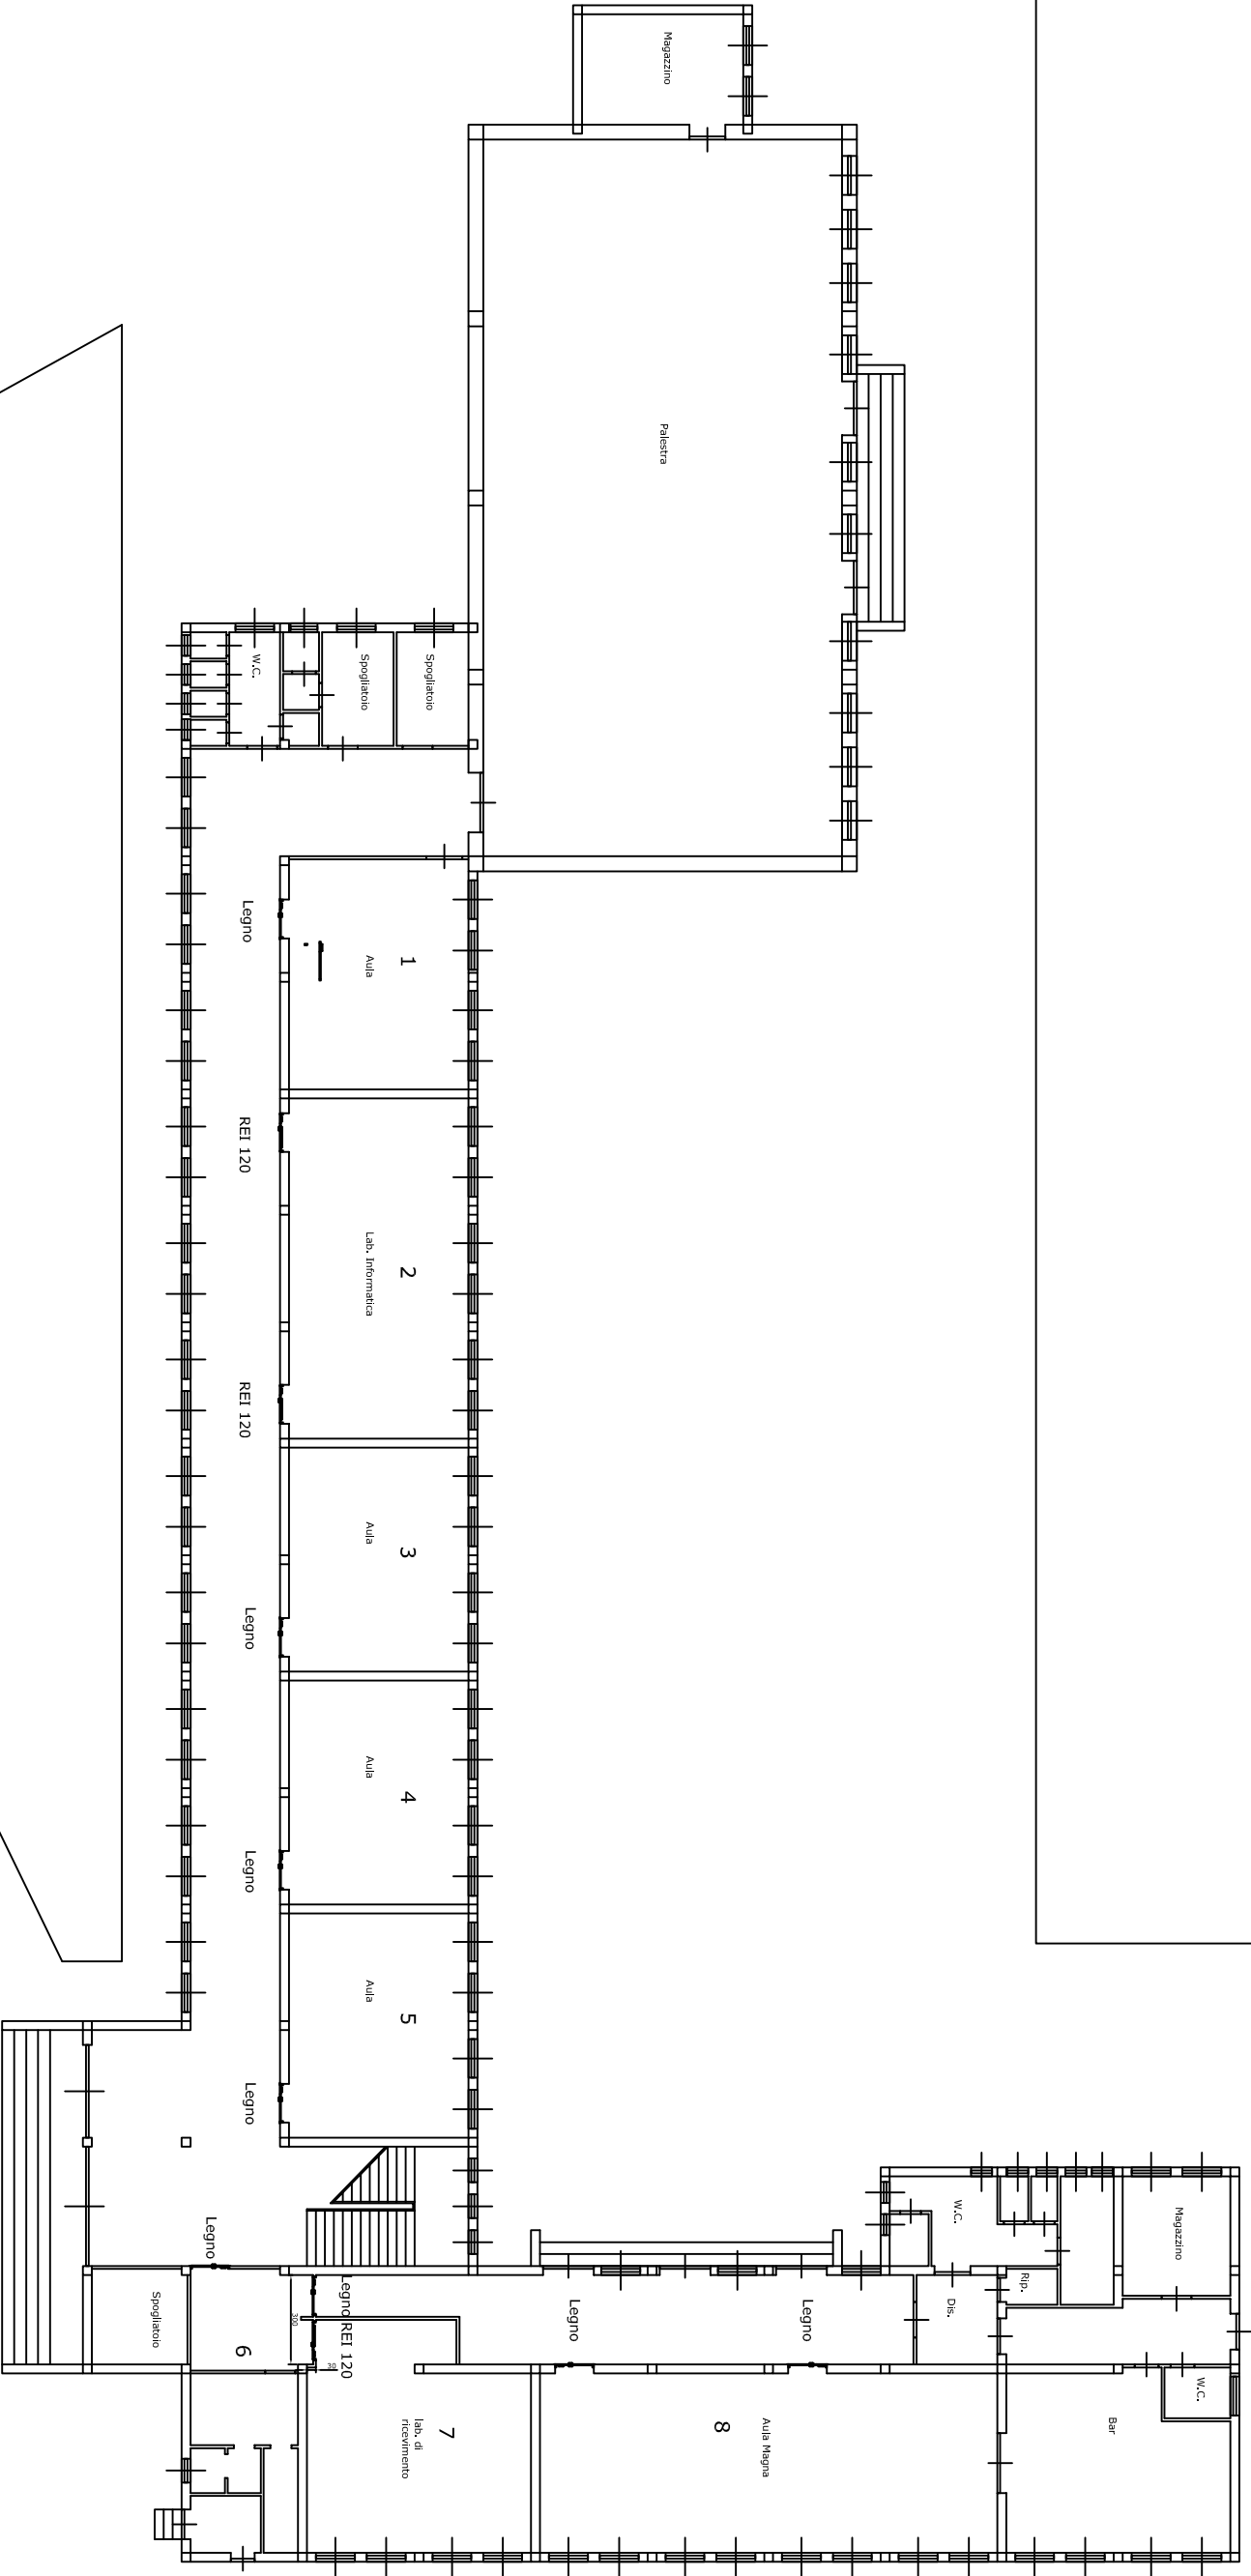 Magazzino
Palestra
W.C.
Spogliatoio
Spogliatoio
Legno
1
Aula
REI 120
2
Lab. Informatica
REI 120
3
Aula
Legno
4
Aula
Legno
5
Aula
Legno
Legno
Spogliatoio
6
300
30
Legno REI 120
7
lab. di
ricevimento
Legno
Legno
8
Aula Magna
W.C.
Dis.
Rip.
Magazzino
W.C.
Bar